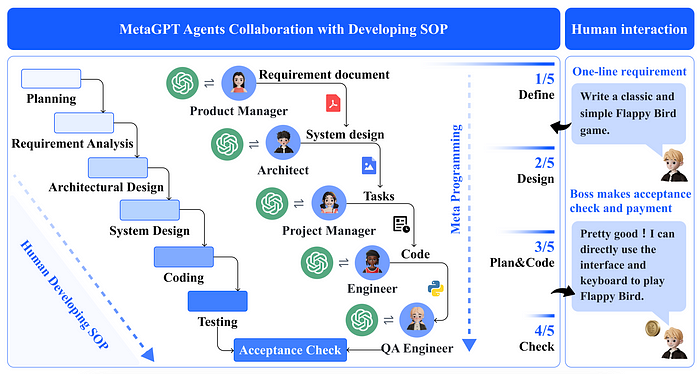 MetaGPT Agents Collaboration with Developing SOP
Human interaction
Planning
Requirement Analysis
Architectural Design
System Design
Coding
Testing
Human Developing SOP
Requirement document
Product Manager
System design
Architect
Tasks
Project Manager
Code
Engineer
QA Engineer
Acceptance Check
Meta Programming
1/5
Define
2/5
Design
3/5
Plan&Code
4/5
Check
One-line requirement
Write a classic and
simple Flappy Bird
game.
Boss makes acceptance
check and payment
Pretty good！I can
directly use the
interface and
keyboard to play
Flappy Bird.